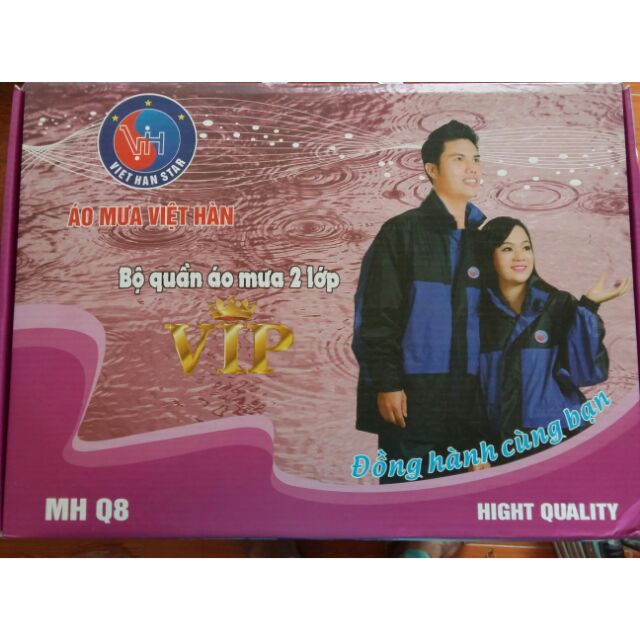 VH
VIET HAN STAR
ÁO MƯA VIỆT HÀN
Bộ quần áo mưa 2 lớp
VIP
Đồng hành cùng bạn
MH Q8
HIGHT QUALITY